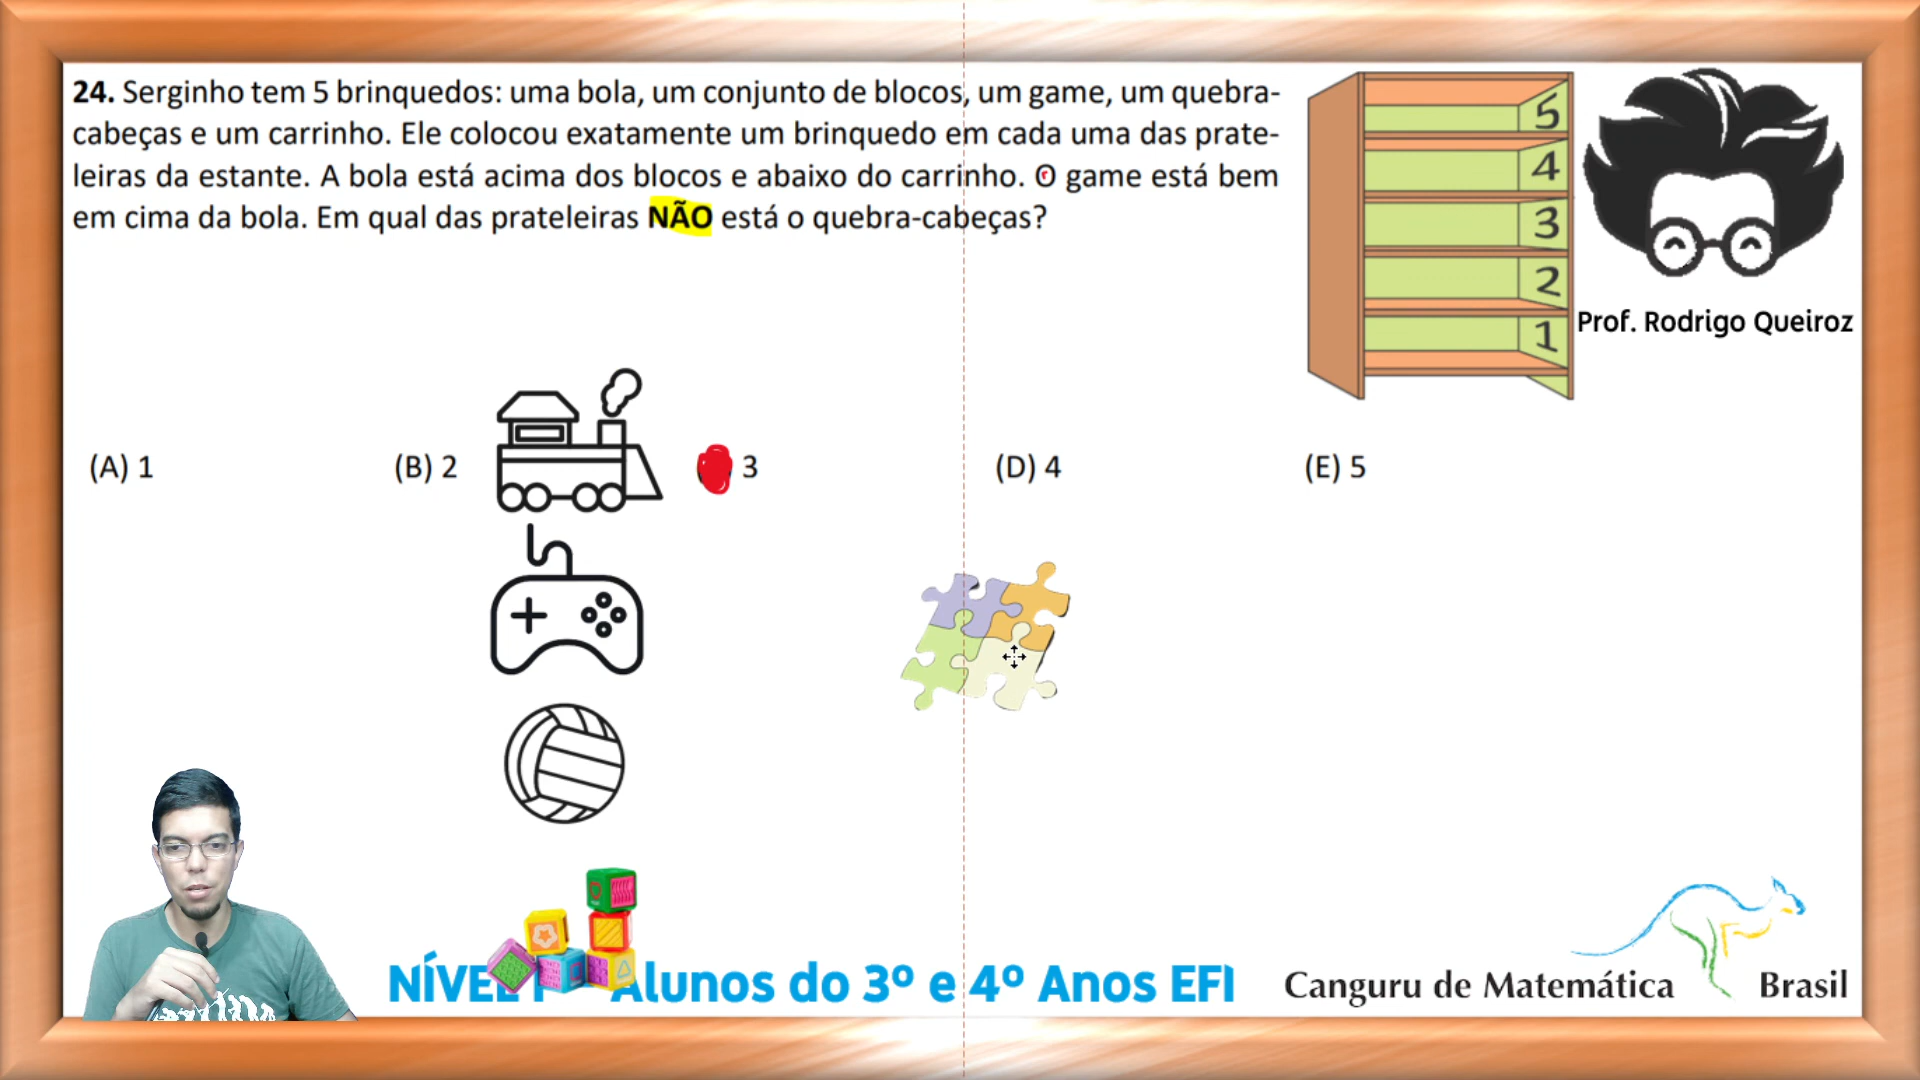 24. Serginho tem 5 brinquedos: uma bola, um conjunto de blocos, um game, um quebra-
cabeças e um carrinho. Ele colocou exatamente um brinquedo em cada uma das prate-
leiras da estante. A bola está acima dos blocos e abaixo do carrinho. O game está bem
em cima da bola. Em qual das prateleiras NÃO está o quebra-cabeças?
5
4
3
2
1
Prof. Rodrigo Queiroz
(A) 1
(B) 2
3
(D) 4
(E) 5
Alunos do 3º e 4º Anos EFI
Canguru de Matemática Brasil